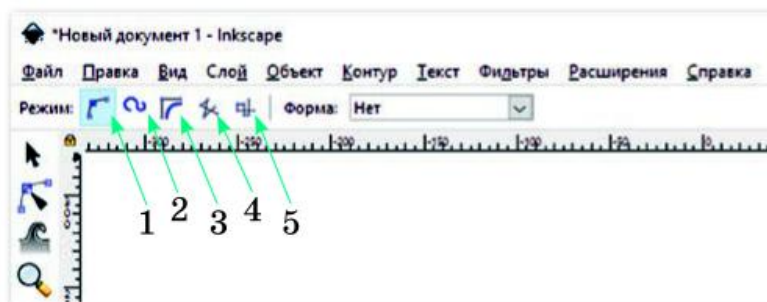 *Новый документ 1 - Inkscape
Файл Правка Вид Слой Объект Контур Текст Фильтры Расширения Справка
Режим: Форма: Нет
1 2 3 4 5